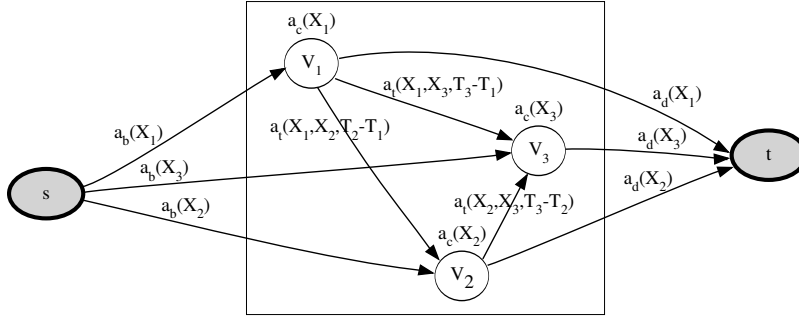 a_c(X_1)
V_1
a_t(X_1,X_3,T_3-T_1)
a_d(X_1)
a_c(X_3)
a_b(X_1)
a_t(X_1,X_2,T_2-T_1)
a_d(X_3)
V_3
t
a_b(X_3)
a_d(X_2)
s
a_b(X_2)
a_t(X_2,X_3,T_3-T_2)
a_c(X_2)
V_2